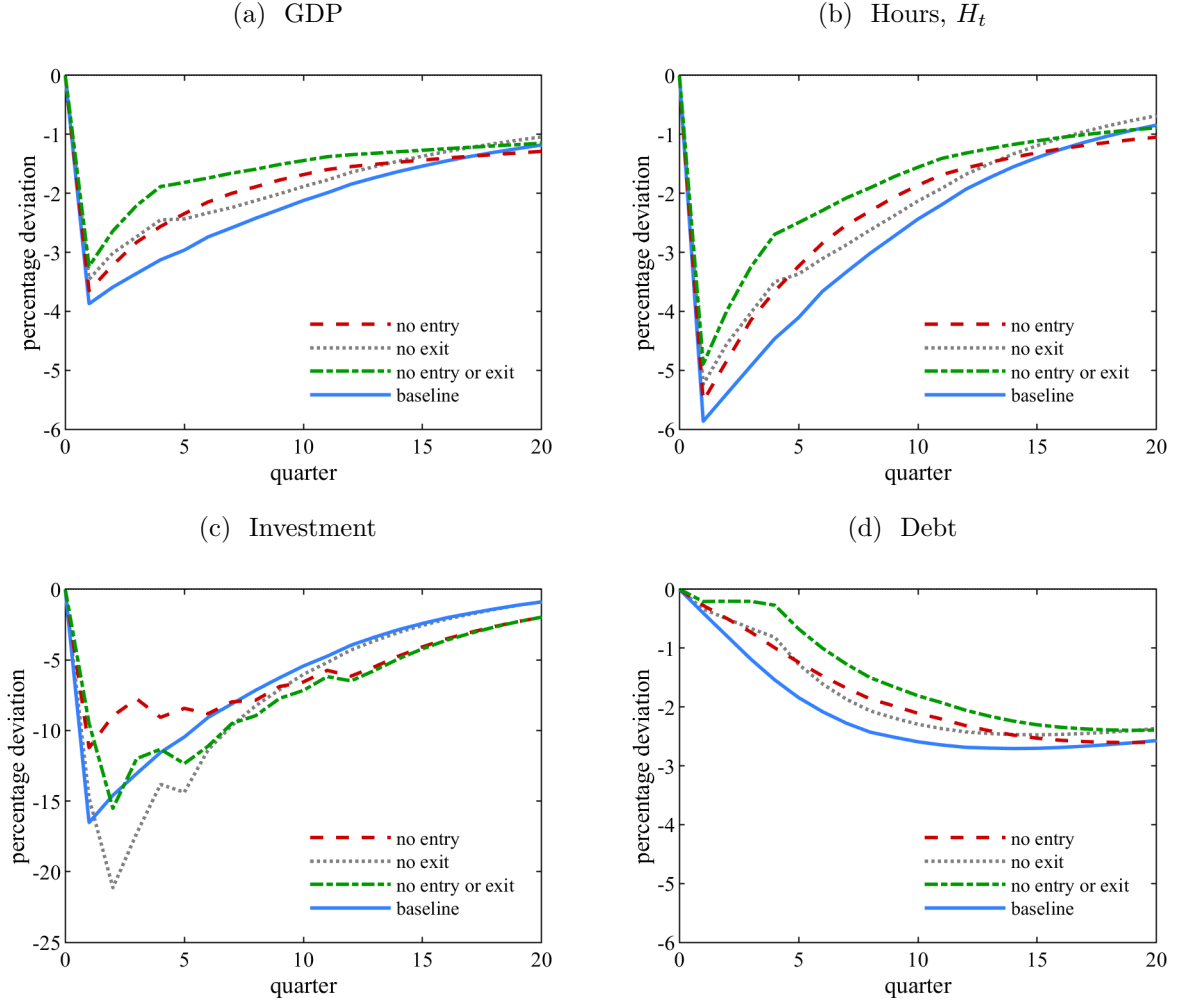 (a) GDP
0
-1
-2
-3
-4
-5
-6
percentage deviation
no entry
no exit
no entry or exit
baseline
0 5 10 15 20
quarter
(b) Hours, H_t
0
-1
-2
-3
-4
-5
-6
percentage deviation
no entry
no exit
no entry or exit
baseline
0 5 10 15 20
quarter
(c) Investment
0
-5
-10
-15
-20
-25
percentage deviation
no entry
no exit
no entry or exit
baseline
0 5 10 15 20
quarter
(d) Debt
0
-1
-2
-3
-4
-5
-6
percentage deviation
no entry
no exit
no entry or exit
baseline
0 5 10 15 20
quarter